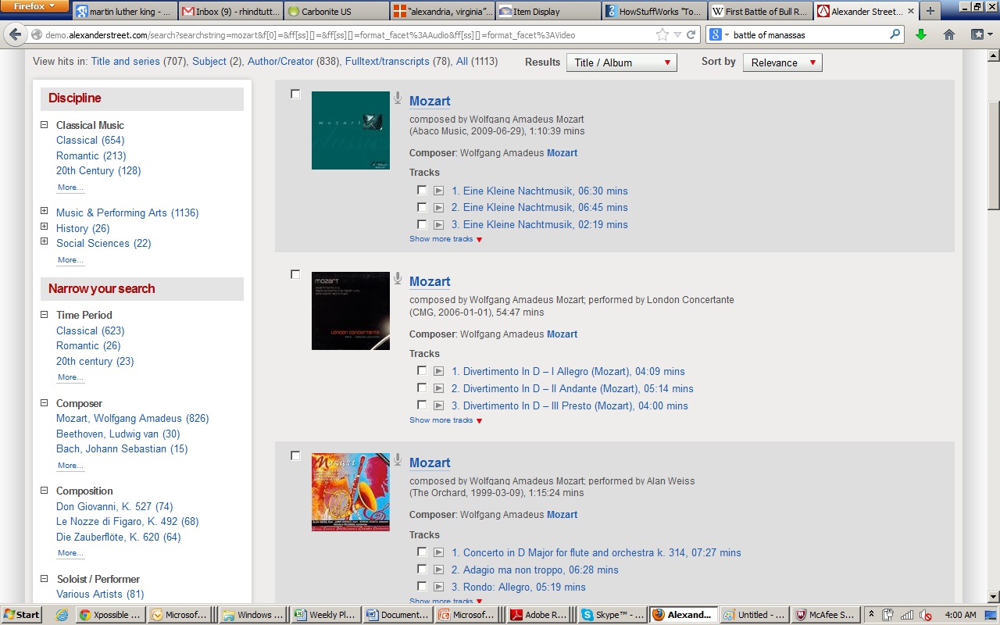 Firefox
martin luther king - ...
Inbox (9) - rhindtutt...
Carbonite US
"alexandria, virginia"...
Item Display
HowStuffWorks "To...
First Battle of Bull R...
Alexander Street...
demo.alexanderstreet.com/search?searchstring=mozart&f[0]=&ff[ss][]=&ff[ss][]=format_facet%3AAudio&ff[ss][]=format_facet%3AVideo
battle of manassas
View hits in: Title and series (707), Subject (2), Author/Creator (838), Fulltext/transcripts (78), All (1113)
Results Title / Album
Sort by Relevance
Discipline
Classical Music
Classical (654)
Romantic (213)
20th Century (128)
More...
Music & Performing Arts (1136)
History (26)
Social Sciences (22)
More...
Narrow your search
Time Period
Classical (623)
Romantic (26)
20th century (23)
More...
Composer
Mozart, Wolfgang Amadeus (826)
Beethoven, Ludwig van (30)
Bach, Johann Sebastian (15)
More...
Composition
Don Giovanni, K. 527 (74)
Le Nozze di Figaro, K. 492 (68)
Die Zauberflöte, K. 620 (64)
More...
Soloist / Performer
Various Artists (81)
mozart
classics
Mozart
composed by Wolfgang Amadeus Mozart
(Abaco Music, 2009-06-29), 1:10:39 mins
Composer: Wolfgang Amadeus Mozart
Tracks
1. Eine Kleine Nachtmusik, 06:30 mins
2. Eine Kleine Nachtmusik, 06:45 mins
3. Eine Kleine Nachtmusik, 02:19 mins
Show more tracks
mozart
LONDON CONCERTANTE
Mozart
composed by Wolfgang Amadeus Mozart; performed by London Concertante
(CMG, 2006-01-01), 54:47 mins
Composer: Wolfgang Amadeus Mozart
Tracks
1. Divertimento In D – I Allegro (Mozart), 04:09 mins
2. Divertimento In D – II Andante (Mozart), 05:14 mins
3. Divertimento In D – III Presto (Mozart), 04:00 mins
Show more tracks
Mozart
Mozart
composed by Wolfgang Amadeus Mozart; performed by Alan Weiss
(The Orchard, 1999-03-09), 1:15:24 mins
Composer: Wolfgang Amadeus Mozart
Tracks
1. Concerto in D Major for flute and orchestra k. 314, 07:27 mins
2. Adagio ma non troppo, 06:28 mins
3. Rondo: Allegro, 05:19 mins
Show more tracks
Start
Xpossible ...
Microsof...
Windows ...
Weekly Pl...
Document...
Microsof...
Adobe R...
Skype™ - ...
Alexand...
Untitled - ...
McAfee S...
4:00 AM